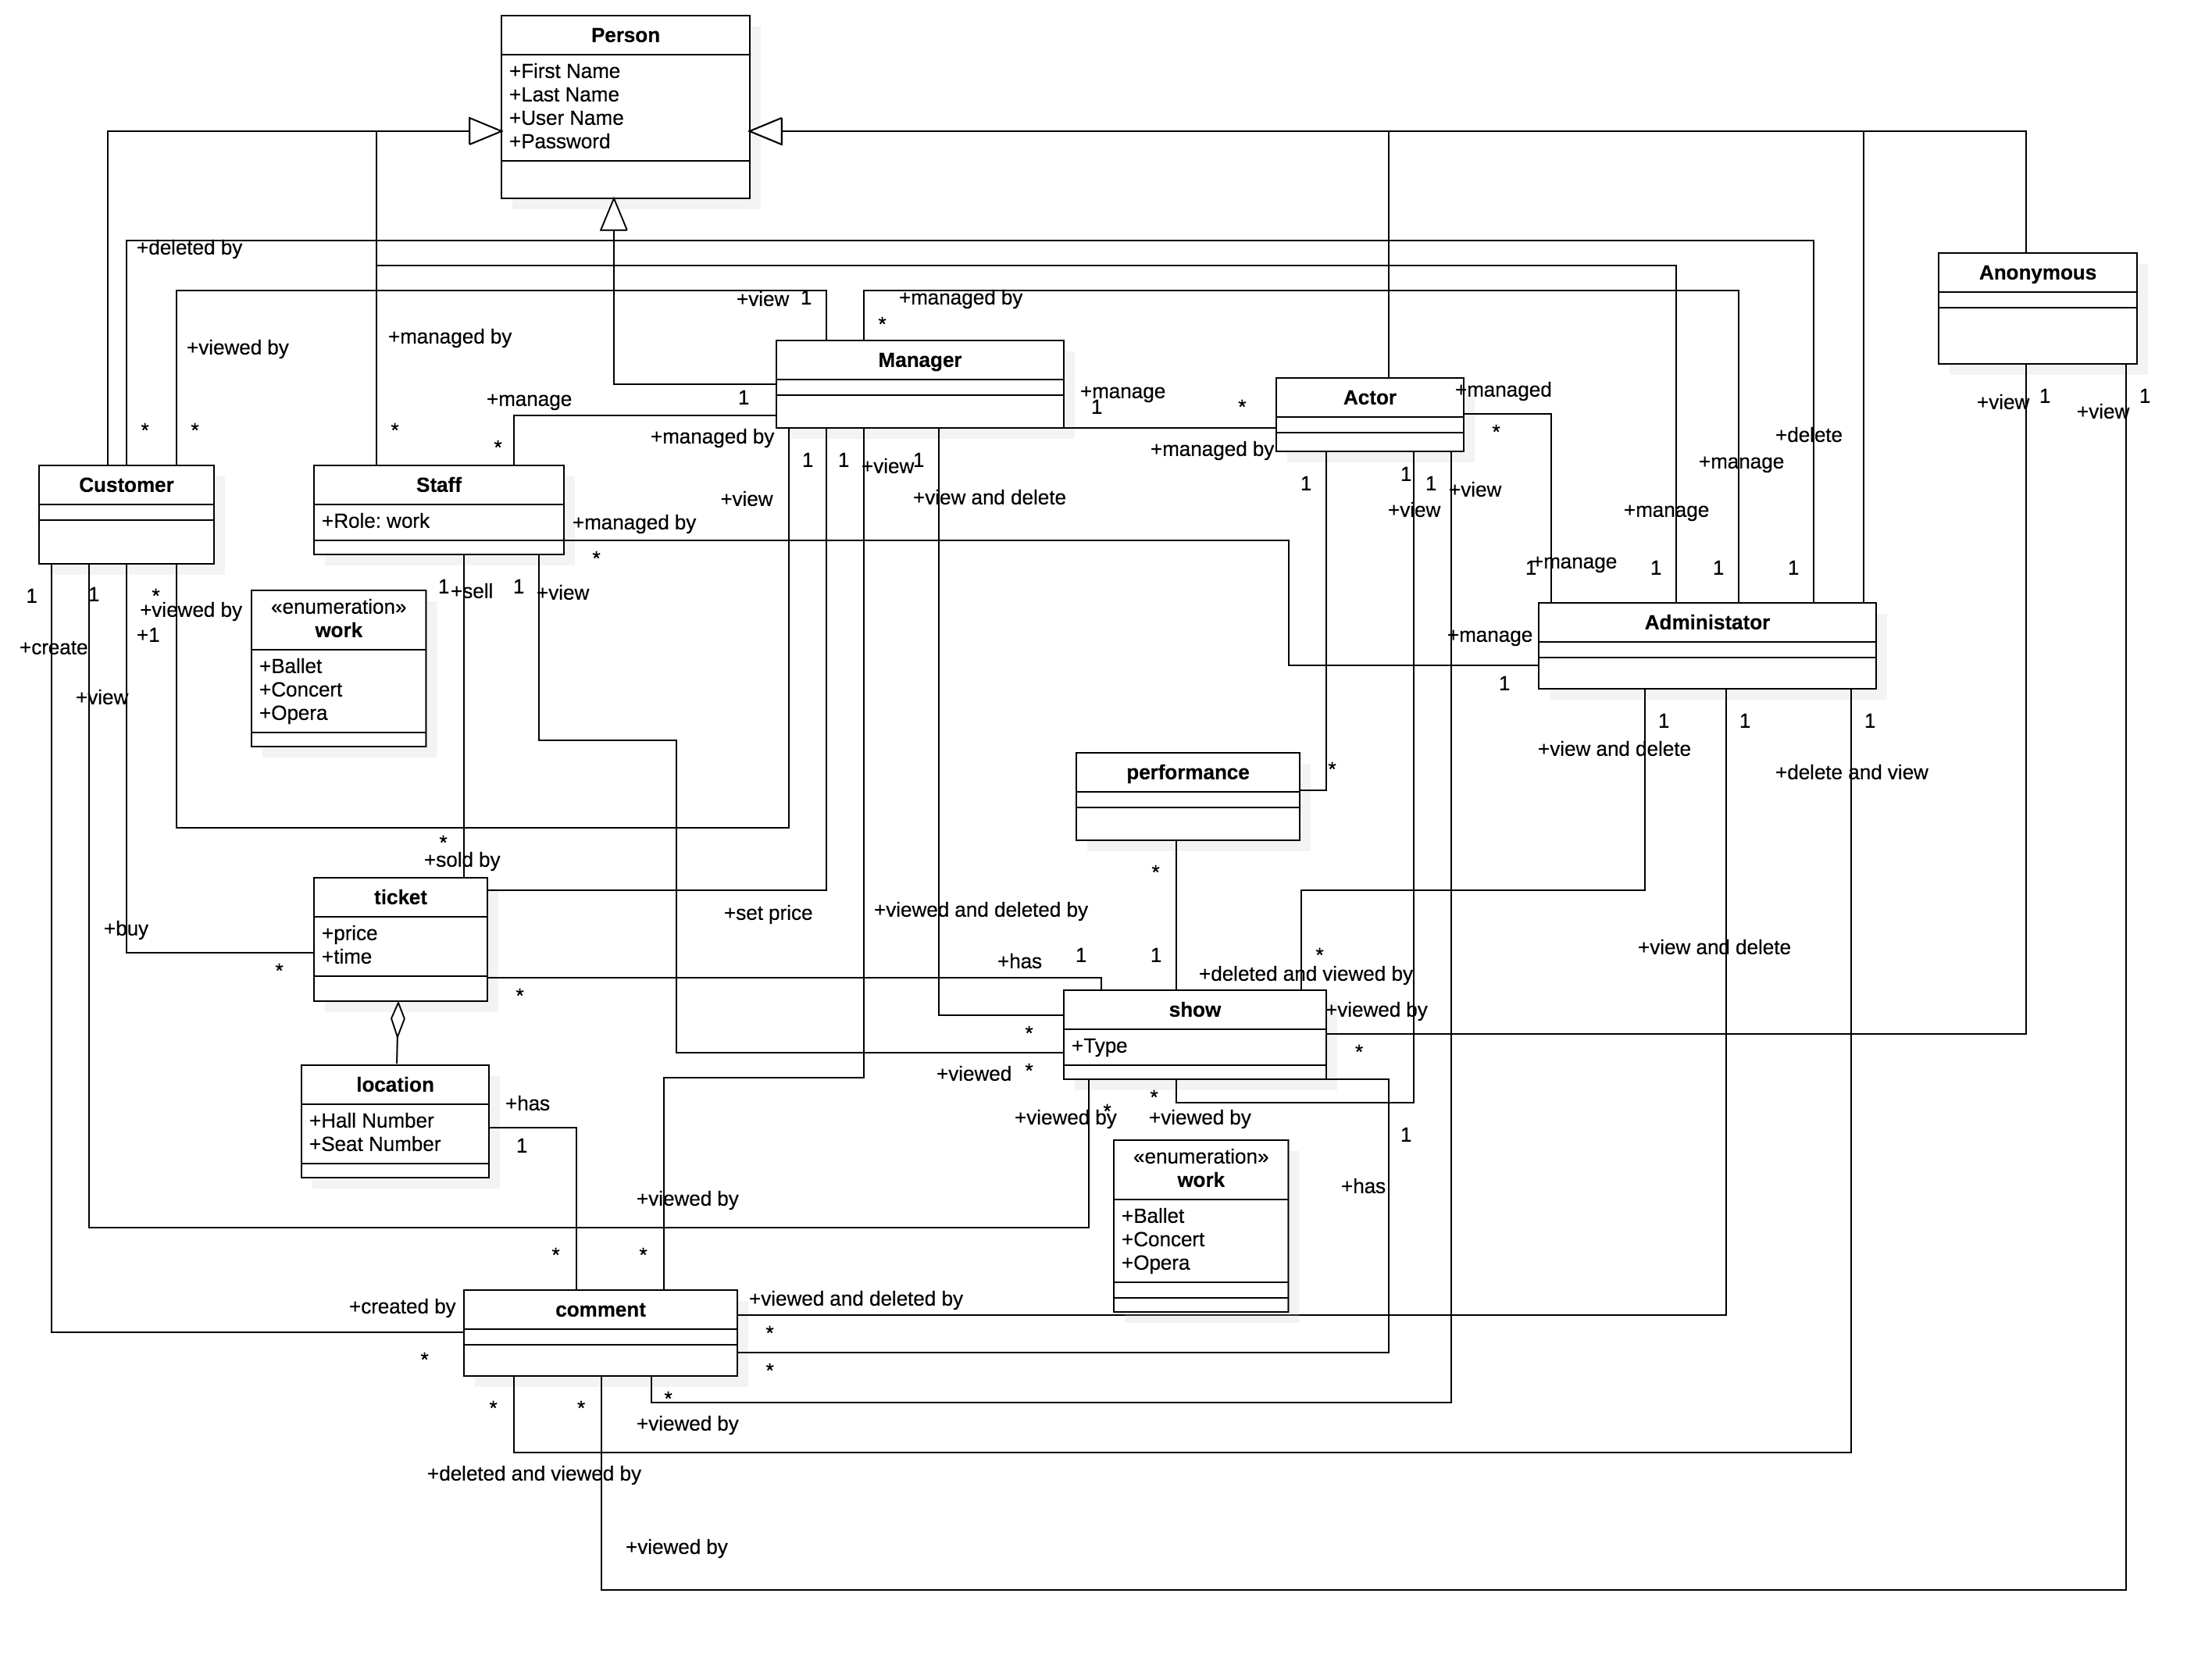 Person
+First Name
+Last Name
+User Name
+Password
+deleted by
Anonymous
+view 1
+managed by
*
+managed by
+viewed by
Manager
+manage
1
*
Actor
+managed
*
+view
1
+view
1
+manage
1
*
+managed by
+managed by
*
*
*
+delete
+manage
Customer
Staff
+Role: work
1
1
+view
1
+view
+view and delete
1
1
1
+view
+view
+manage
+managed by
*
1
+manage
1
1
1
1
+create
1
+view
*
+viewed by
+1
«enumeration»
work
+Ballet
+Concert
+Opera
1
+sell
1
+view
Administator
+manage
1
1
+view and delete
1
1
+delete and view
performance
*
*
+sold by
*
ticket
+price
+time
+set price
+viewed and deleted by
+buy
*
*
+has
1
1
*
+deleted and viewed by
+view and delete
show
+Type
+viewed by
*
*
+viewed
*
location
+Hall Number
+Seat Number
+has
1
+viewed by
*
*
+viewed by
1
«enumeration»
work
+Ballet
+Concert
+Opera
+has
+viewed by
*
*
+created by
*
comment
+viewed and deleted by
*
*
*
*
*
+viewed by
+deleted and viewed by
+viewed by